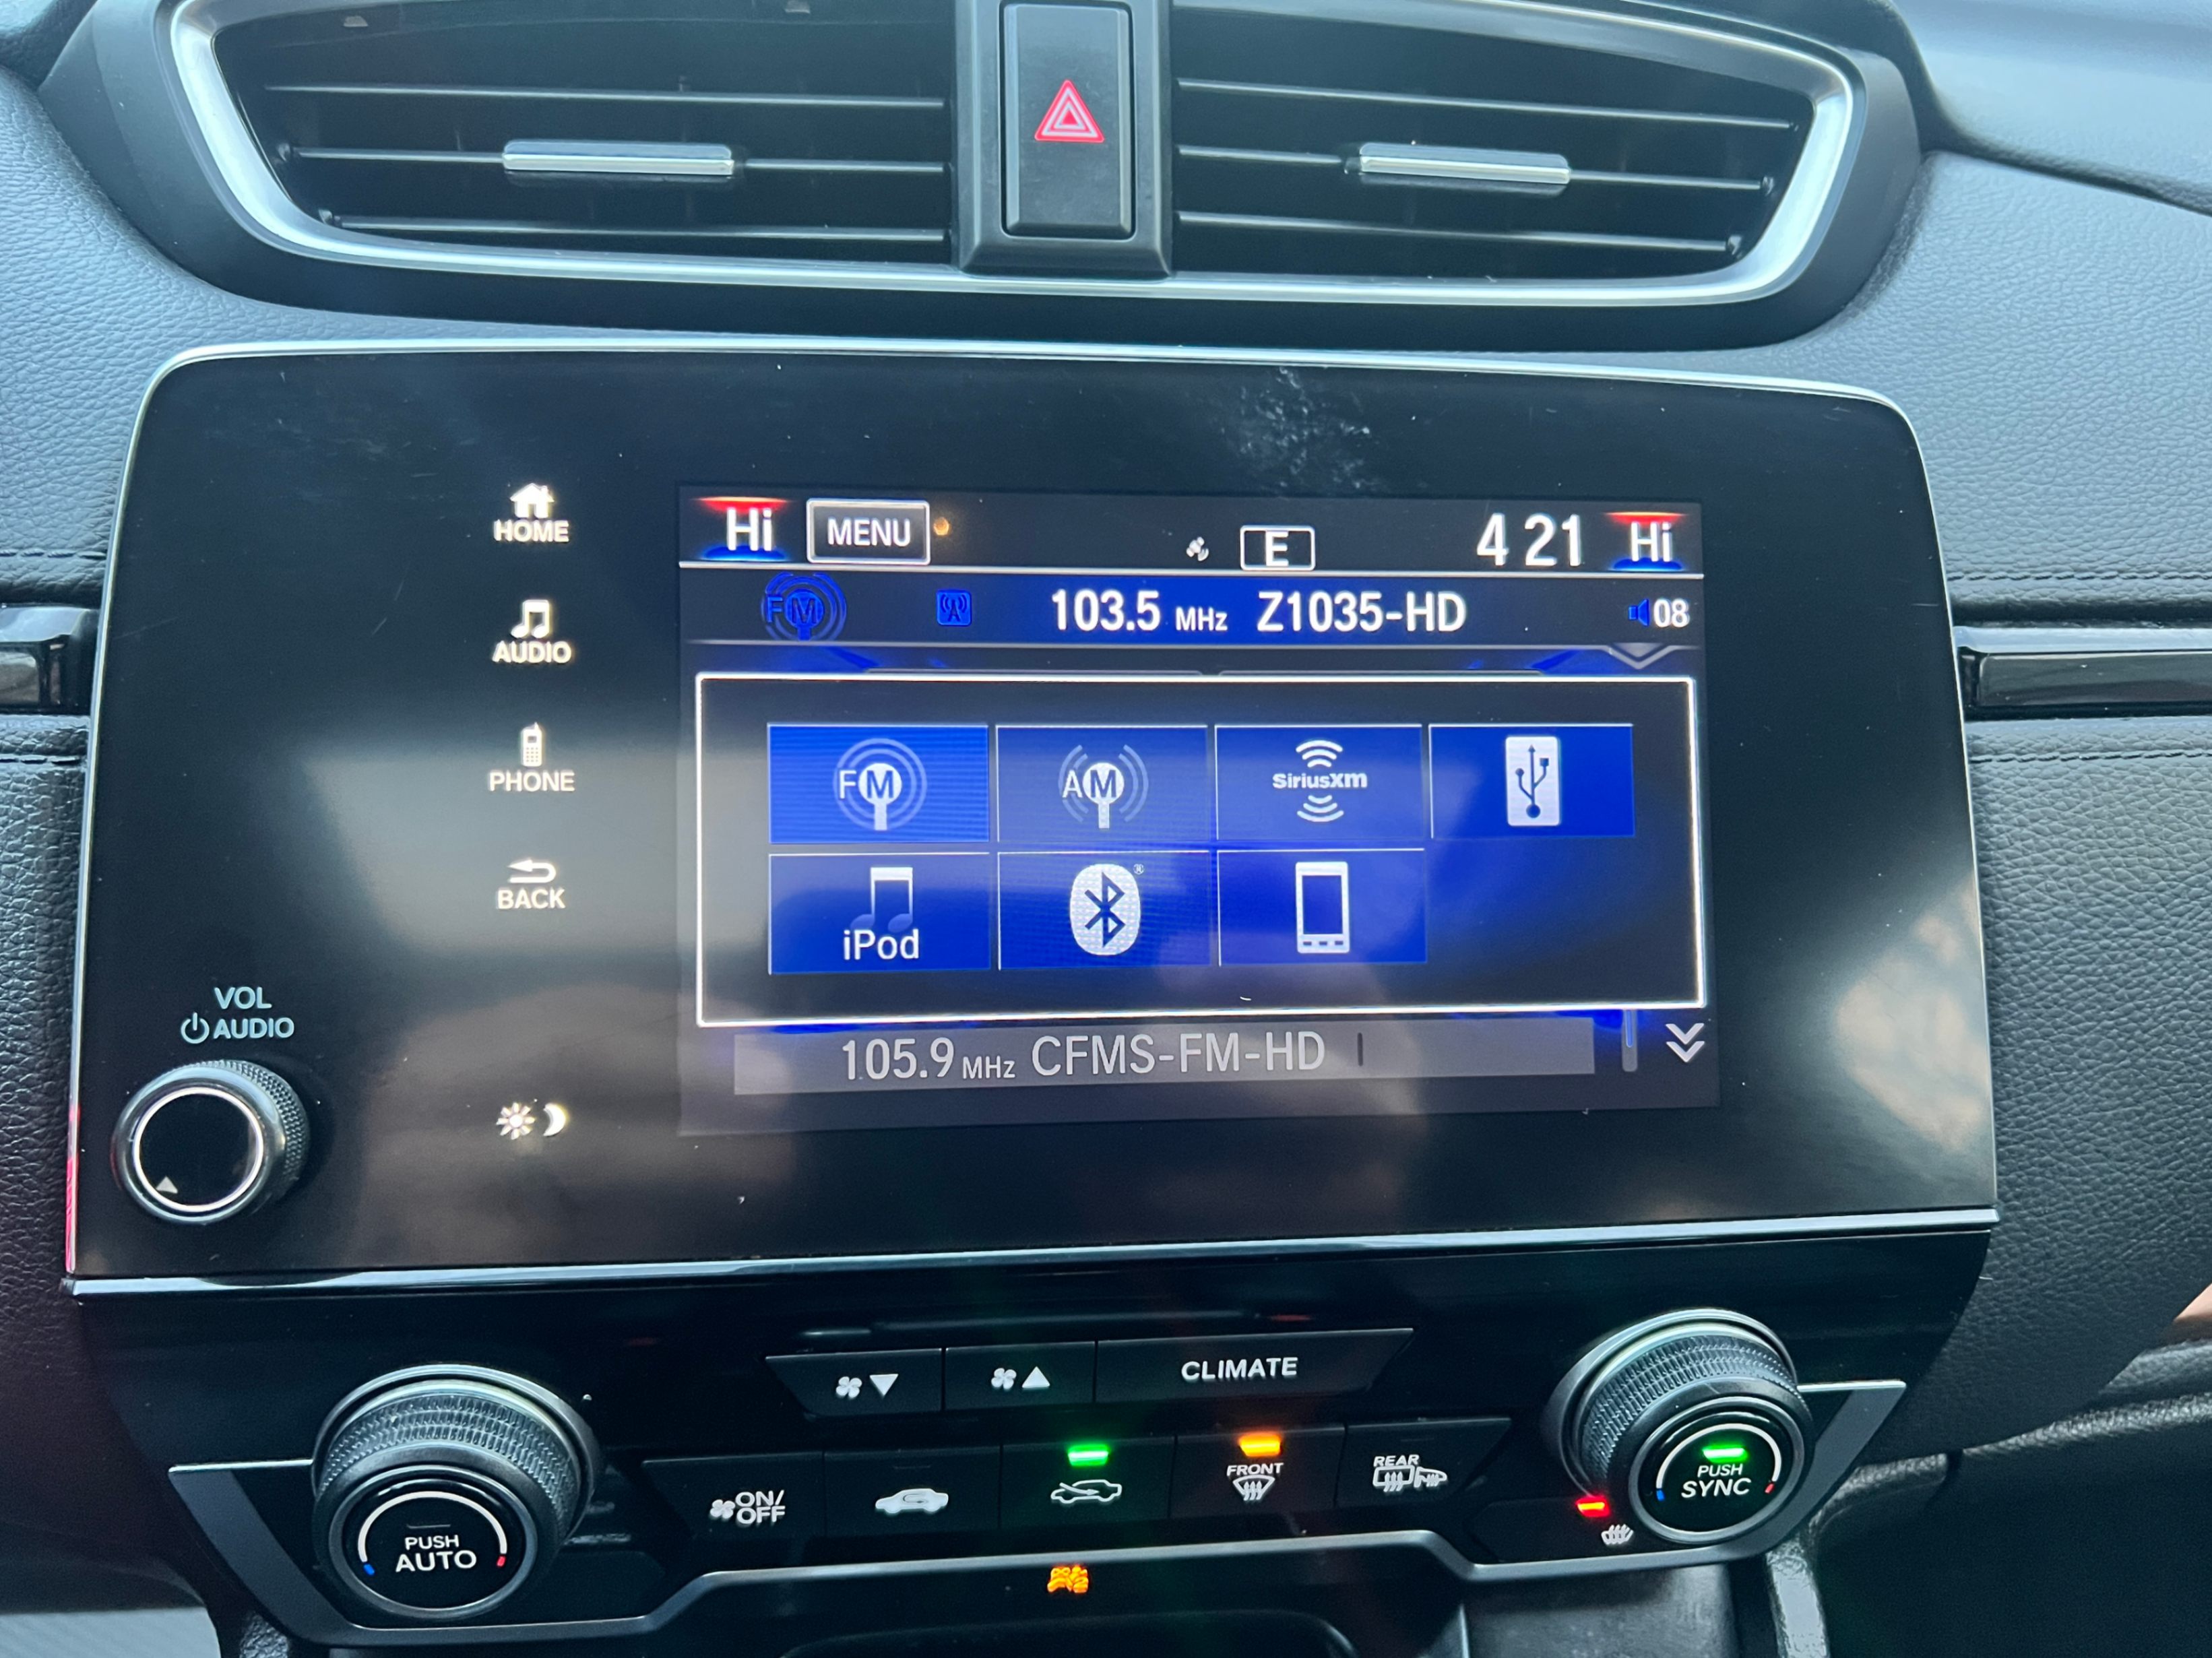 HOME
AUDIO
PHONE
BACK
VOL
AUDIO
Hi MENU E 4 21 Hi
FM 103.5 MHz Z1035-HD 08
FM AM SiriusXm
iPod ®
105.9 MHz CFMS-FM-HD
CLIMATE
ON/
OFF
FRONT
REAR
PUSH
AUTO
PUSH
SYNC